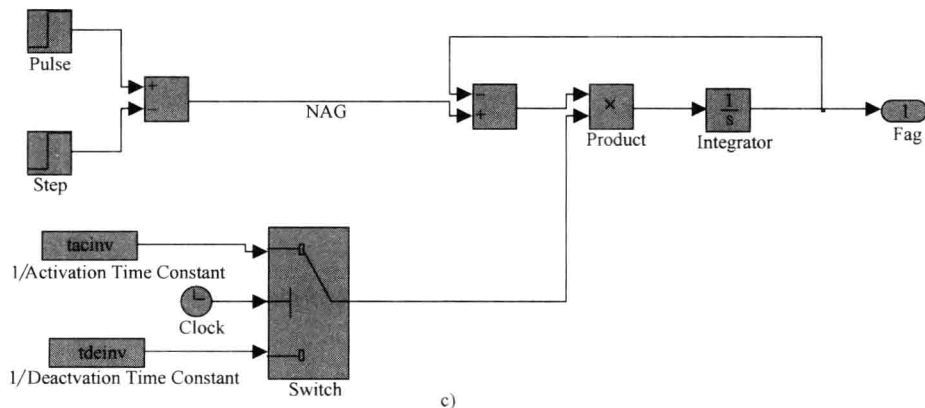 Pulse
+
−
Step
NAG
−
+
×
Product
1
s
Integrator
1
Fag
tacinv
1/Activation Time Constant
Clock
tdeinv
1/Deactvation Time Constant
Switch
c)